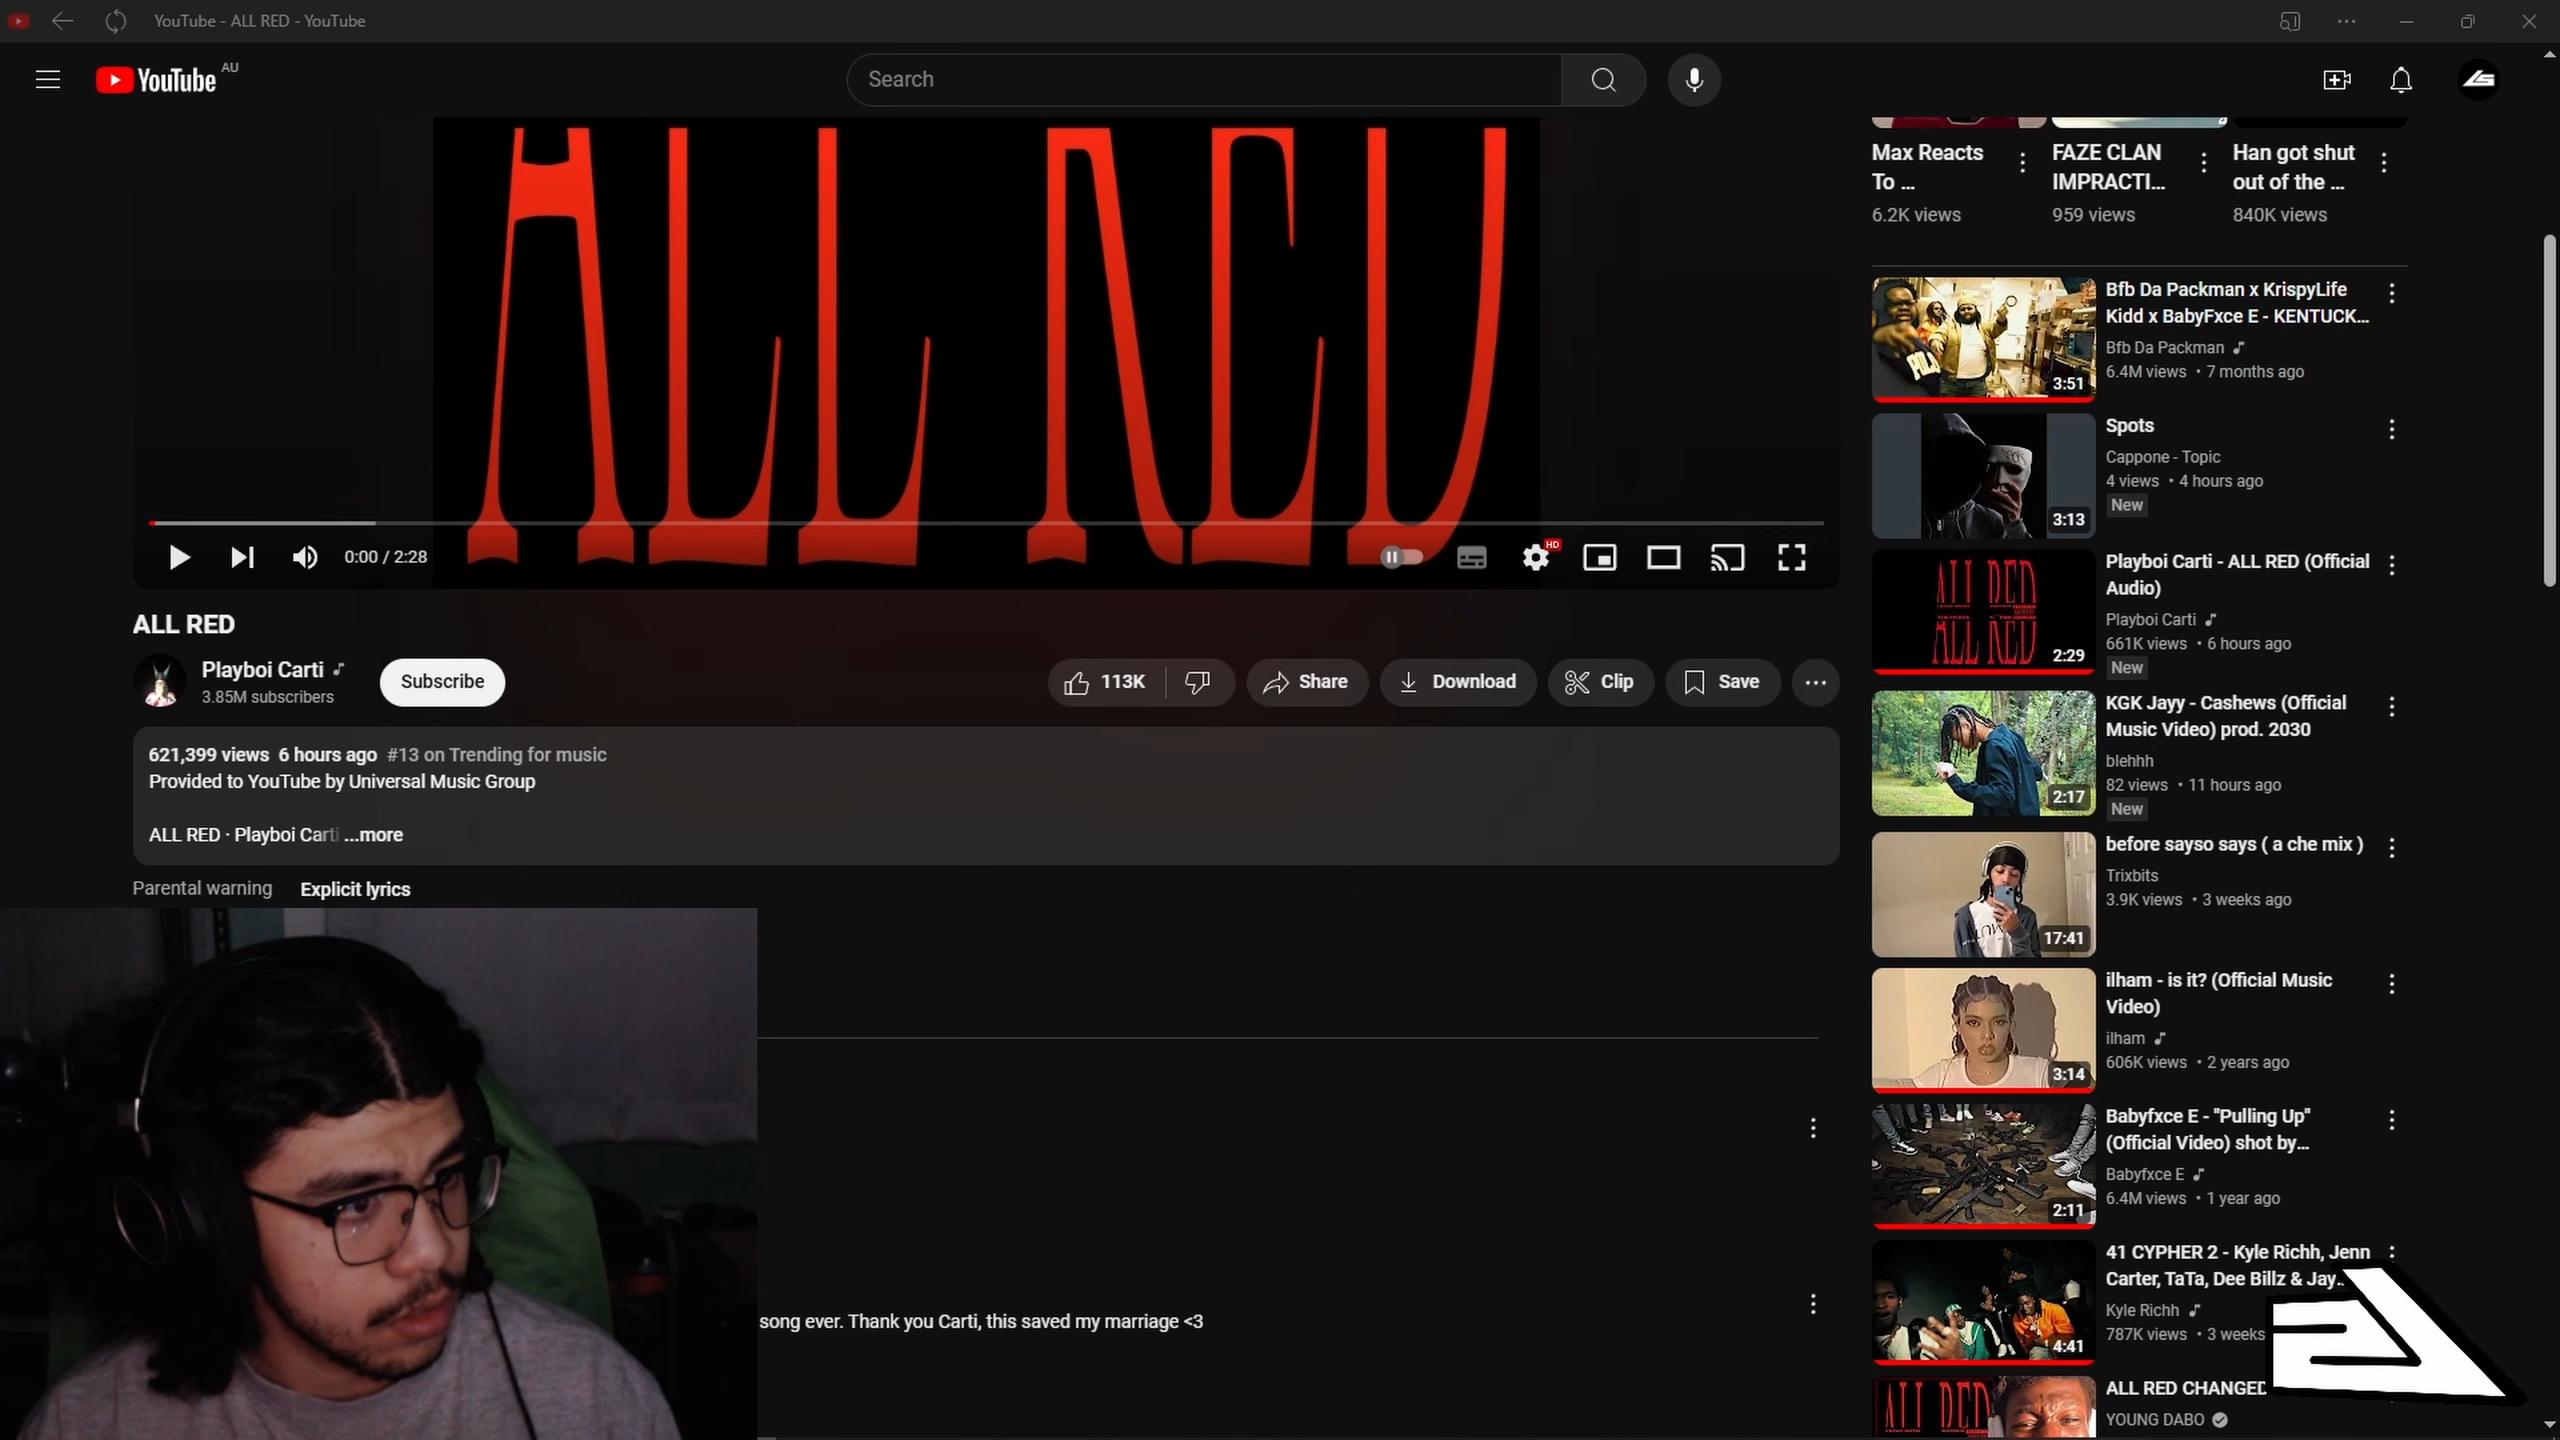 YouTube - ALL RED - YouTube
YouTube AU
Search
ALL RED
0:00 / 2:28
HD
ALL RED
Playboi Carti
3.85M subscribers
Subscribe
113K
Share
Download
Clip
Save
621,399 views 6 hours ago #13 on Trending for music
Provided to YouTube by Universal Music Group
ALL RED · Playboi Carti ...more
Parental warning Explicit lyrics
song ever. Thank you Carti, this saved my marriage <3
Max Reacts
To ...
6.2K views
FAZE CLAN
IMPRACTI...
959 views
Han got shut
out of the ...
840K views
3:51
Bfb Da Packman x KrispyLife
Kidd x BabyFxce E - KENTUCK...
Bfb Da Packman
6.4M views • 7 months ago
3:13
Spots
Cappone - Topic
4 views • 4 hours ago
New
ALL RED
ALL RED
2:29
Playboi Carti - ALL RED (Official
Audio)
Playboi Carti
661K views • 6 hours ago
New
2:17
KGK Jayy - Cashews (Official
Music Video) prod. 2030
blehhh
82 views • 11 hours ago
New
17:41
before sayso says ( a che mix )
Trixbits
3.9K views • 3 weeks ago
3:14
ilham - is it? (Official Music
Video)
ilham
606K views • 2 years ago
2:11
Babyfxce E - "Pulling Up"
(Official Video) shot by...
Babyfxce E
6.4M views • 1 year ago
4:41
41 CYPHER 2 - Kyle Richh, Jenn
Carter, TaTa, Dee Billz & Jay...
Kyle Richh
787K views • 3 weeks
ALL RED
ALL RED CHANGED
YOUNG DABO